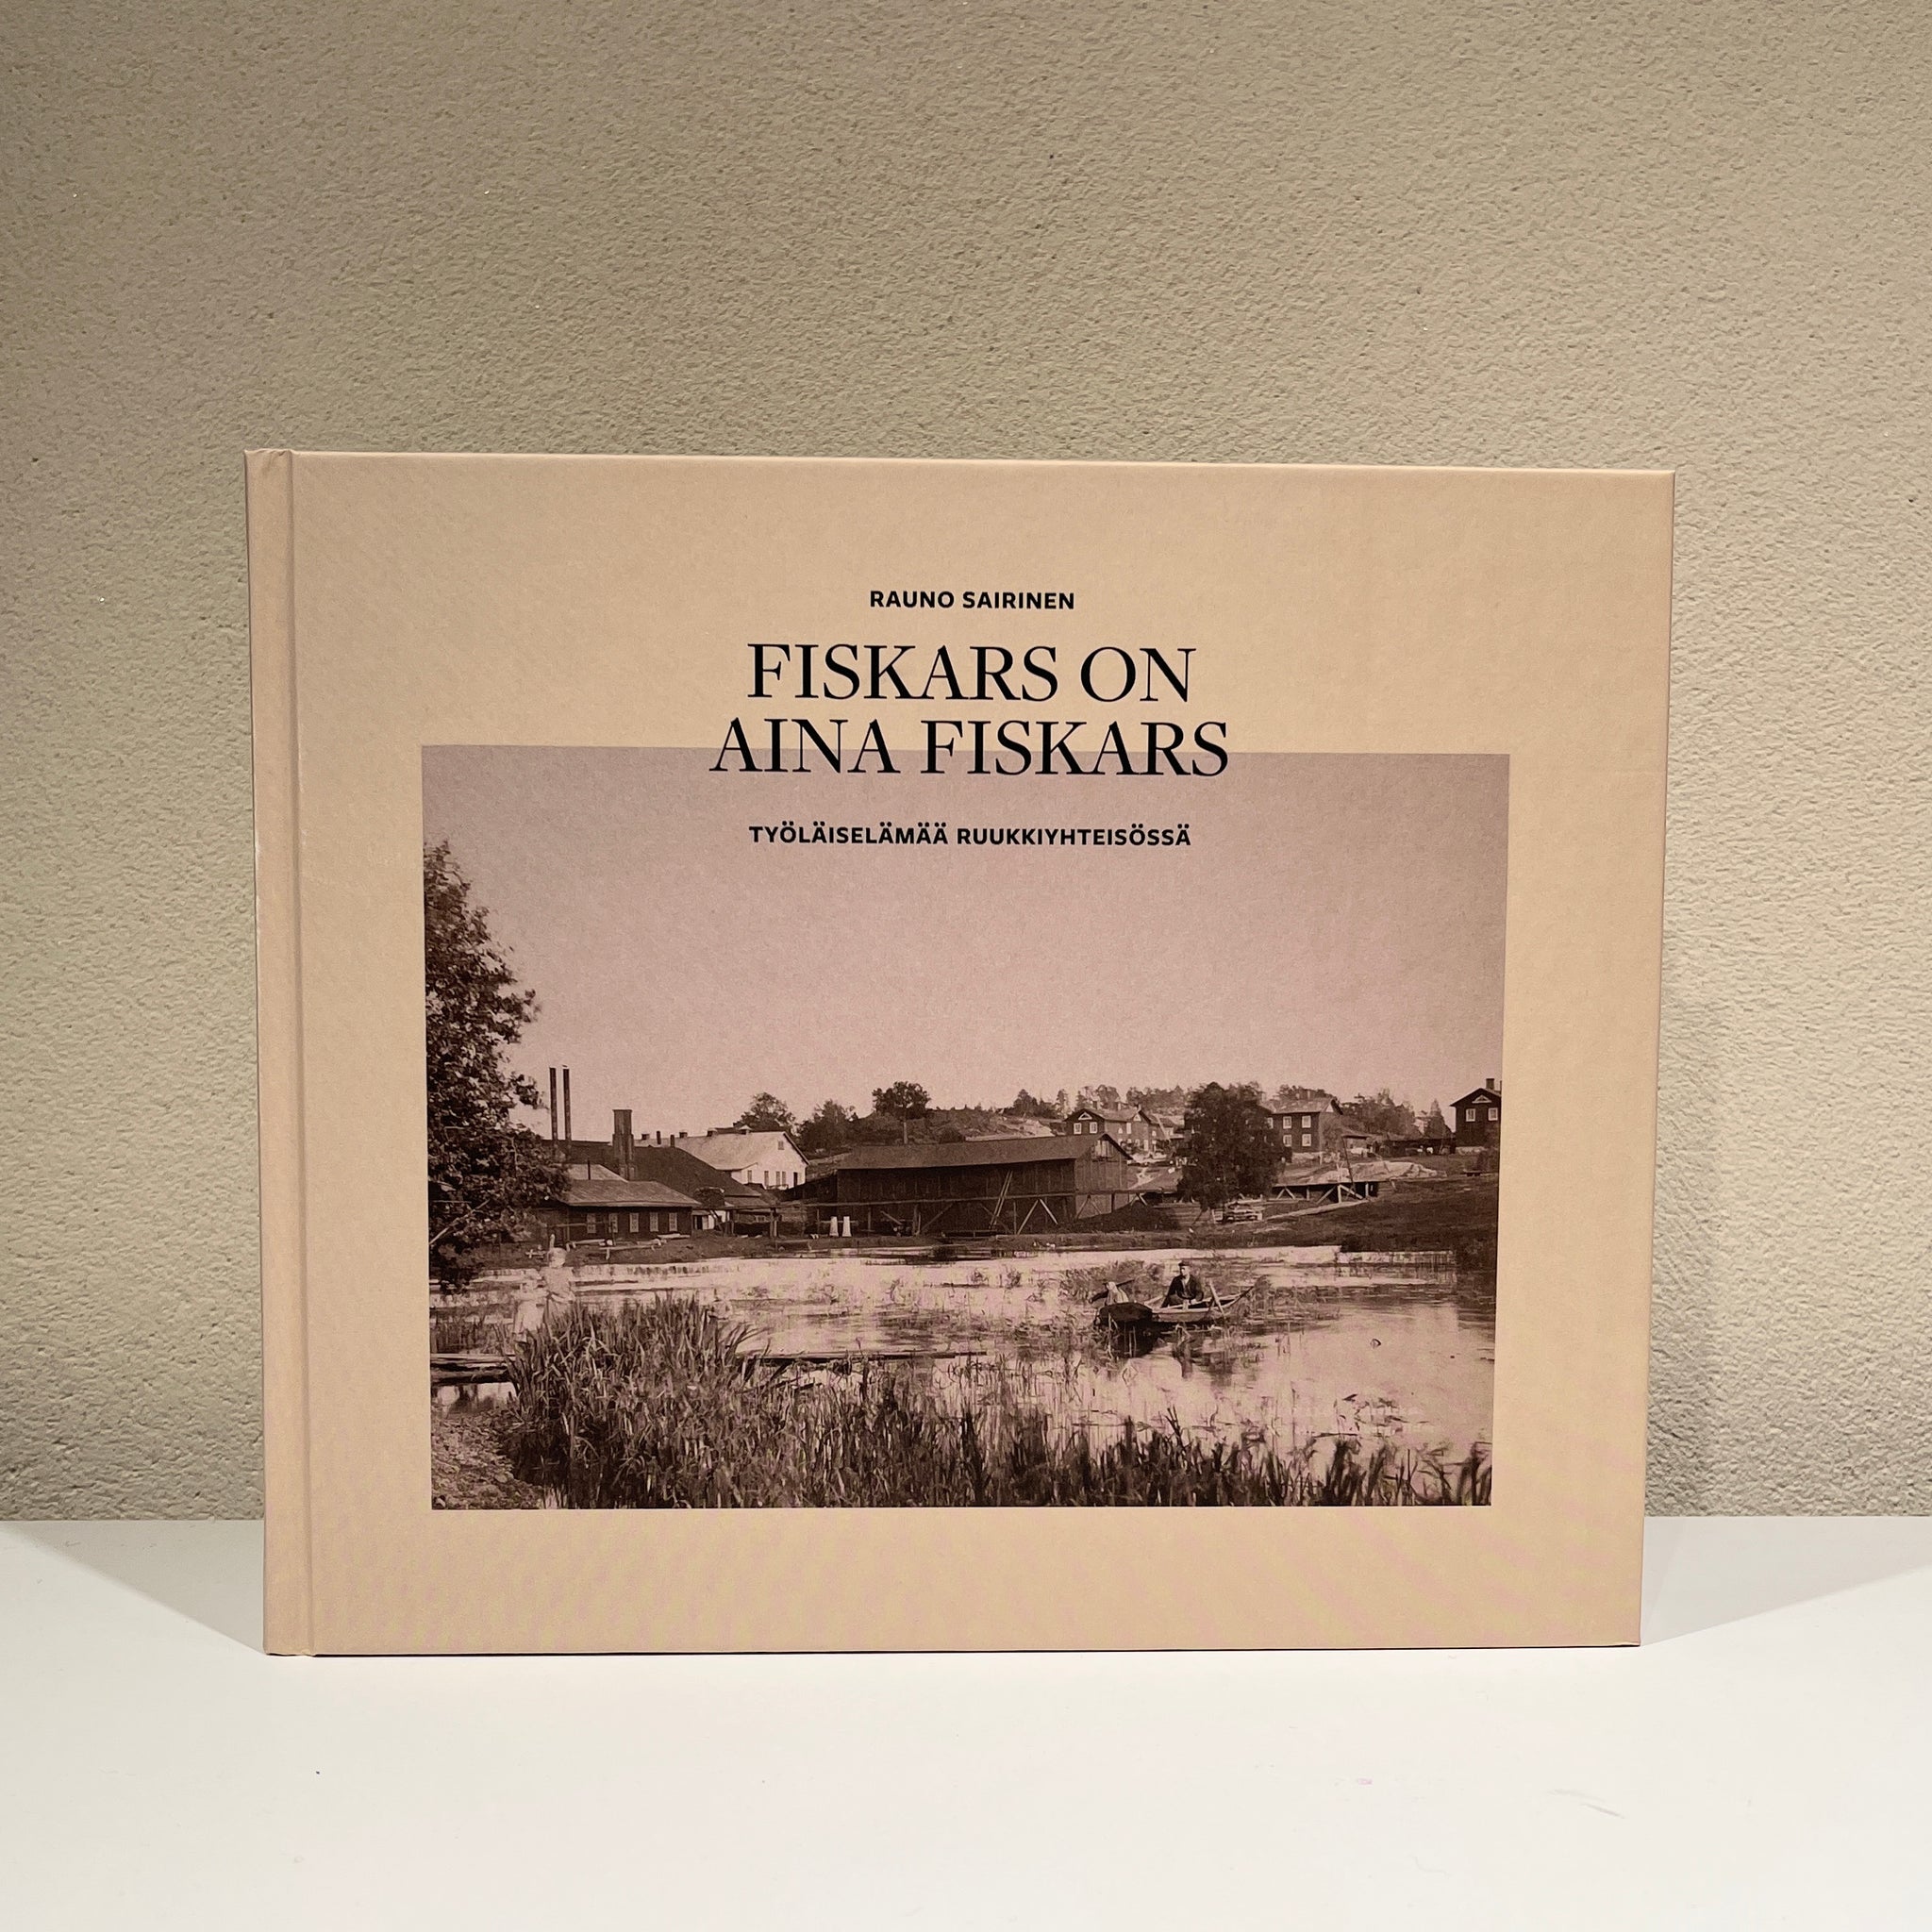 RAUNO SAIRINEN
FISKARS ON
AINA FISKARS
TYÖLÄISELÄMÄÄ RUUKKIYHTEISÖSSÄ